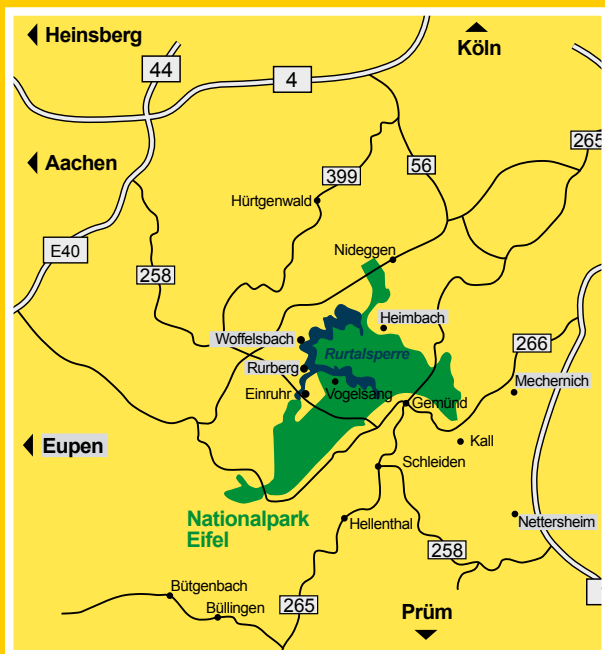 Heinsberg
Köln
44
4
265
Aachen
399
56
Hürtgenwald
E40
Nideggen
258
Heimbach
Woffelsbach
Rurtalsperre
266
Rurberg
Vogelsang
Mechernich
Einruhr
Gemünd
Eupen
Kall
Schleiden
Nationalpark
Eifel
Hellenthal
Nettersheim
258
Bütgenbach
265
Büllingen
Prüm